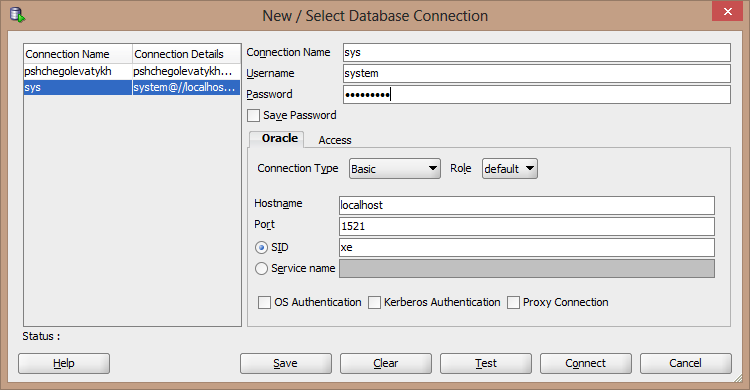 New / Select Database Connection
Connection Name Connection Details
pshchegolevatykh pshchegolevatykh...
sys system@//localhos...
Connection Name sys
Username system
Password •••••••••
Save Password
Oracle Access
Connection Type Basic Role default
Hostname localhost
Port 1521
SID xe
Service name
OS Authentication Kerberos Authentication Proxy Connection
Status :
Help Save Clear Test Connect Cancel